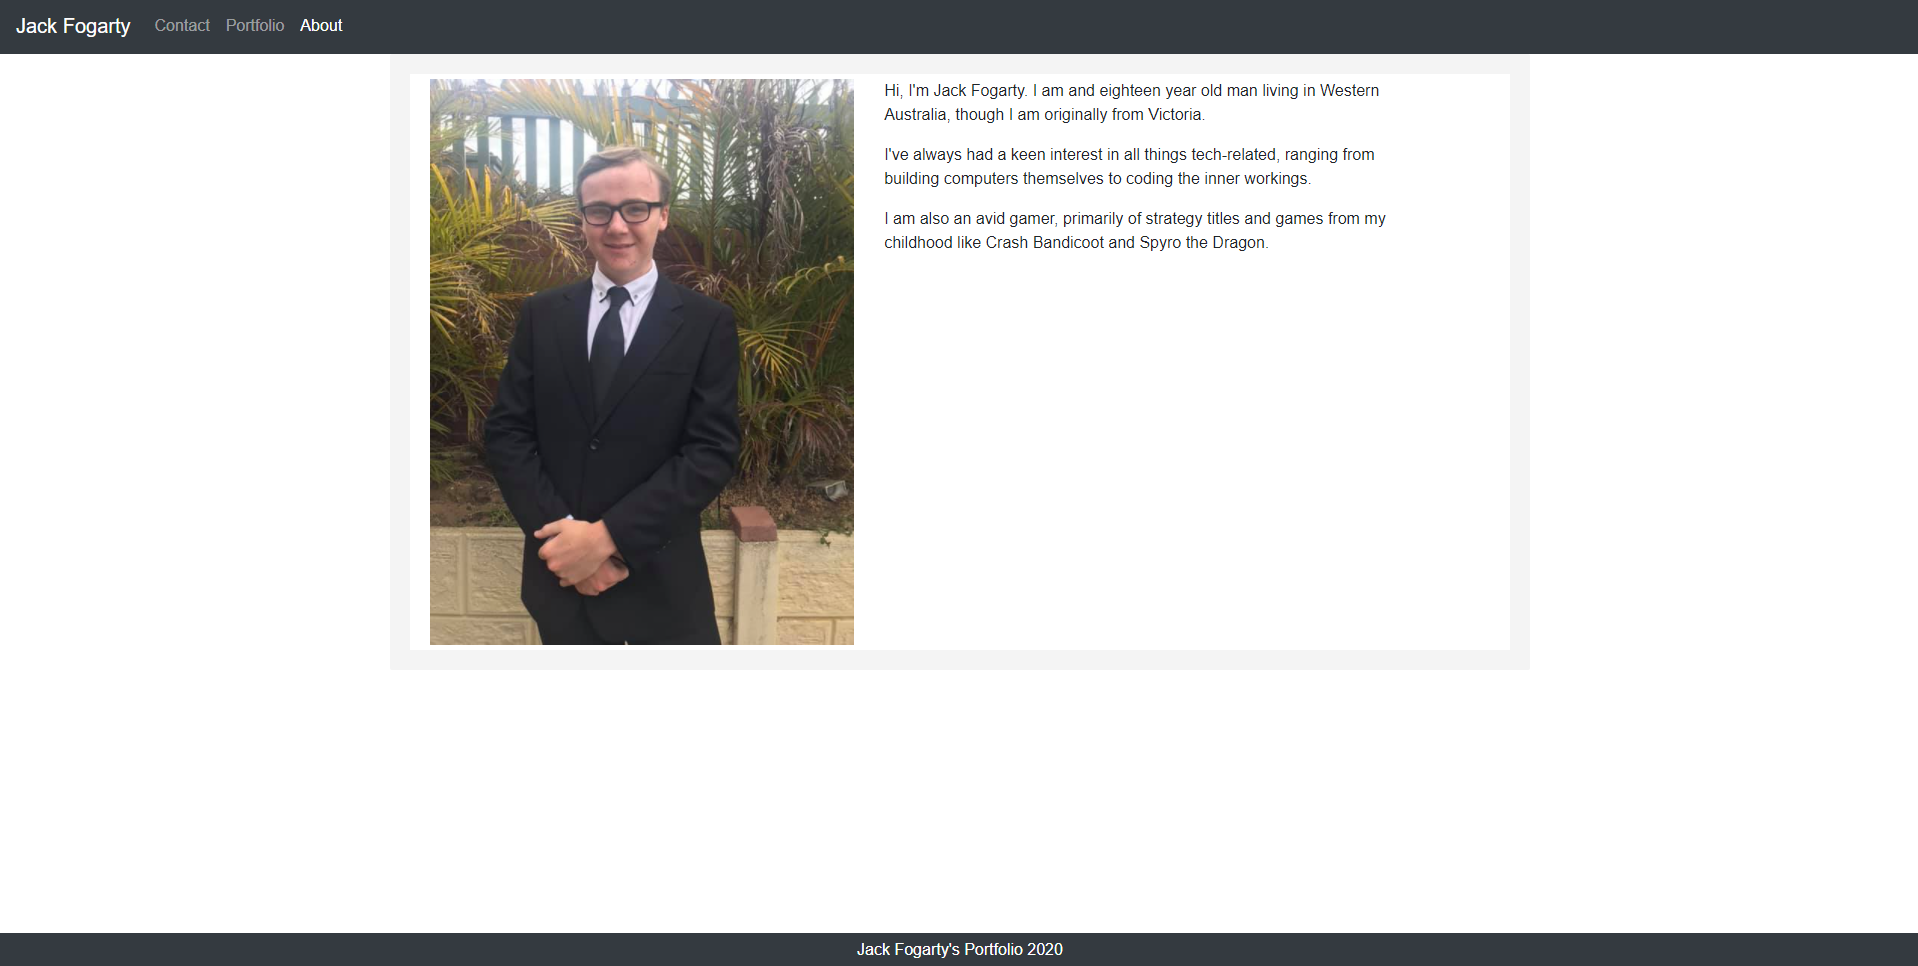 Jack Fogarty Contact Portfolio About
Hi, I'm Jack Fogarty. I am and eighteen year old man living in Western
Australia, though I am originally from Victoria.
I've always had a keen interest in all things tech-related, ranging from
building computers themselves to coding the inner workings.
I am also an avid gamer, primarily of strategy titles and games from my
childhood like Crash Bandicoot and Spyro the Dragon.
Jack Fogarty's Portfolio 2020